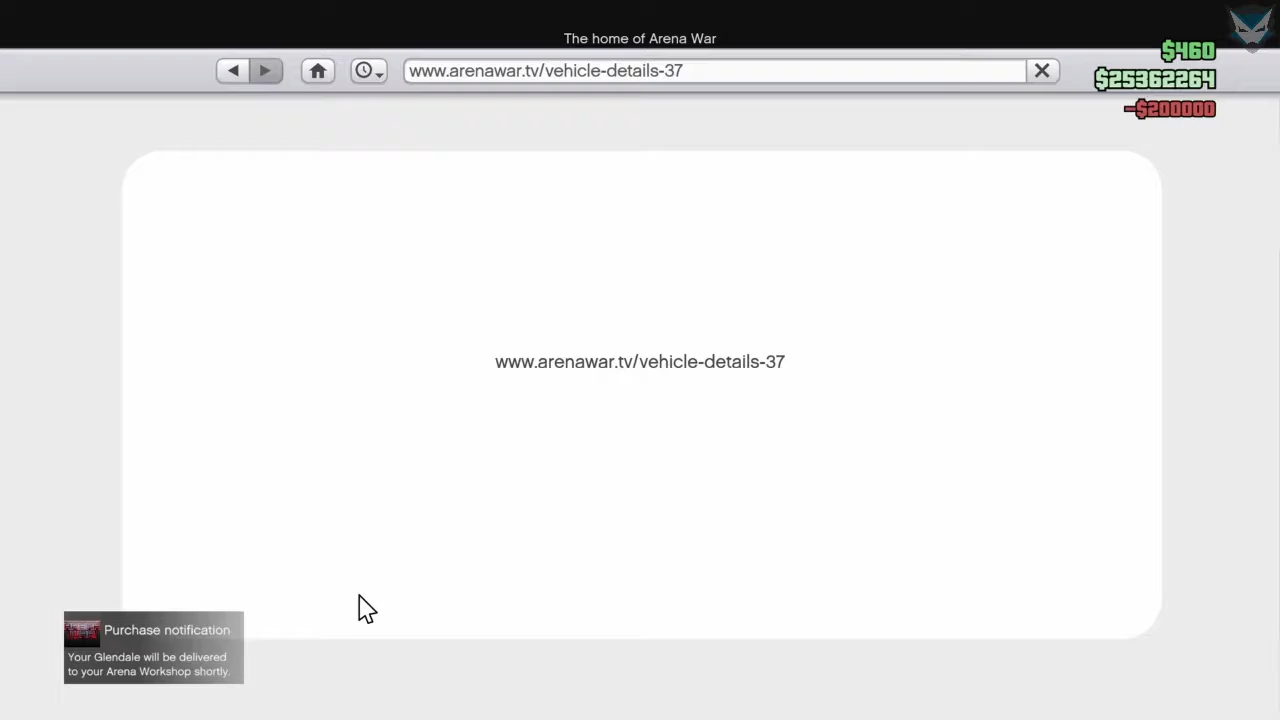 The home of Arena War
www.arenawar.tv/vehicle-details-37
$460
$25362264
-$200000
www.arenawar.tv/vehicle-details-37
Purchase notification
Your Glendale will be delivered
to your Arena Workshop shortly.